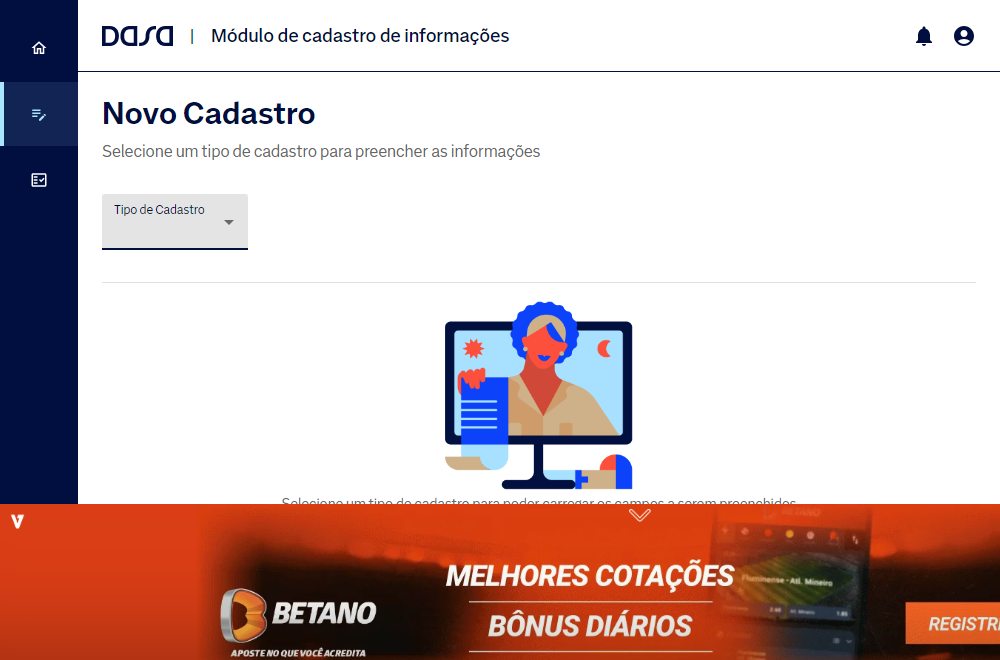 DASA | Módulo de cadastro de informações
Novo Cadastro
Selecione um tipo de cadastro para preencher as informações
Tipo de Cadastro
Selecione um tipo de cadastro para poder carregar os campos a serem preenchidos
V
BETANO
MELHORES COTAÇÕES
Fluminense - Atl. Mineiro
BÔNUS DIÁRIOS
BETANO
REGISTR
APOSTE NO QUE VOCÊ ACREDITA